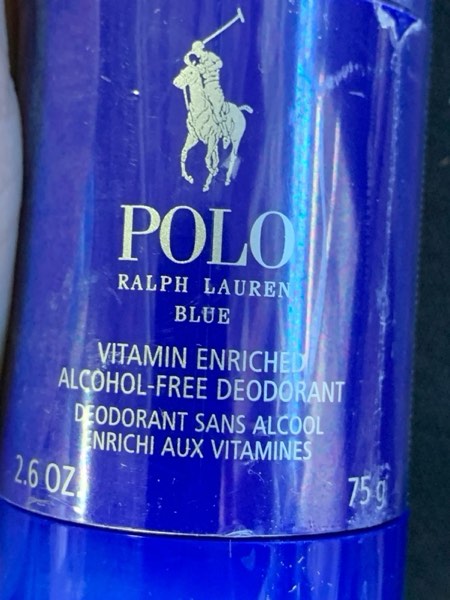 POLO
RALPH LAUREN
BLUE
VITAMIN ENRICHED
ALCOHOL-FREE DEODORANT
DEODORANT SANS ALCOOL
ENRICHI AUX VITAMINES
2.6 OZ. 75 g